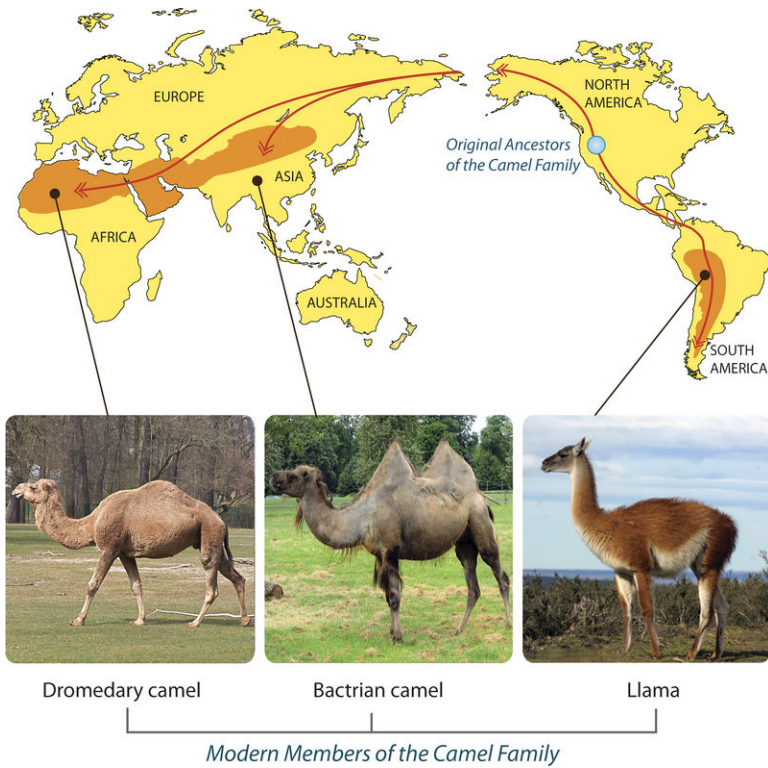 EUROPE
NORTH
AMERICA
Original Ancestors
of the Camel Family
ASIA
AFRICA
AUSTRALIA
SOUTH
AMERICA
Dromedary camel
Bactrian camel
Llama
Modern Members of the Camel Family